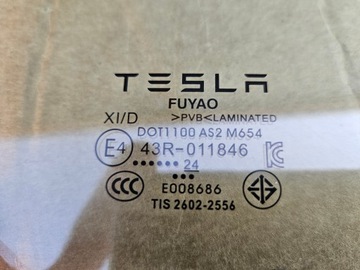 TESLA
FUYAO
XI/D >PVB<LAMINATED
DOT1100 AS2 M654
E4 43R-011846
24
CCC E008686
TIS 2602-2556